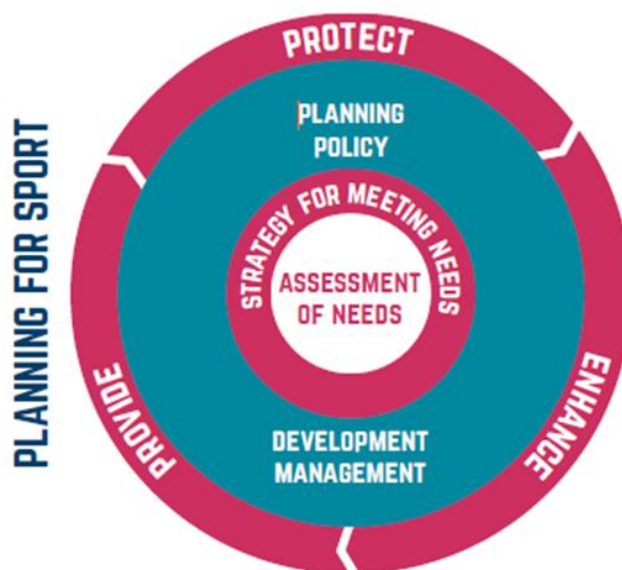 PLANNING FOR SPORT
PROTECT
PLANNING
POLICY
STRATEGY FOR MEETING NEEDS
ASSESSMENT
OF NEEDS
PROVIDE
ENHANCE
DEVELOPMENT
MANAGEMENT